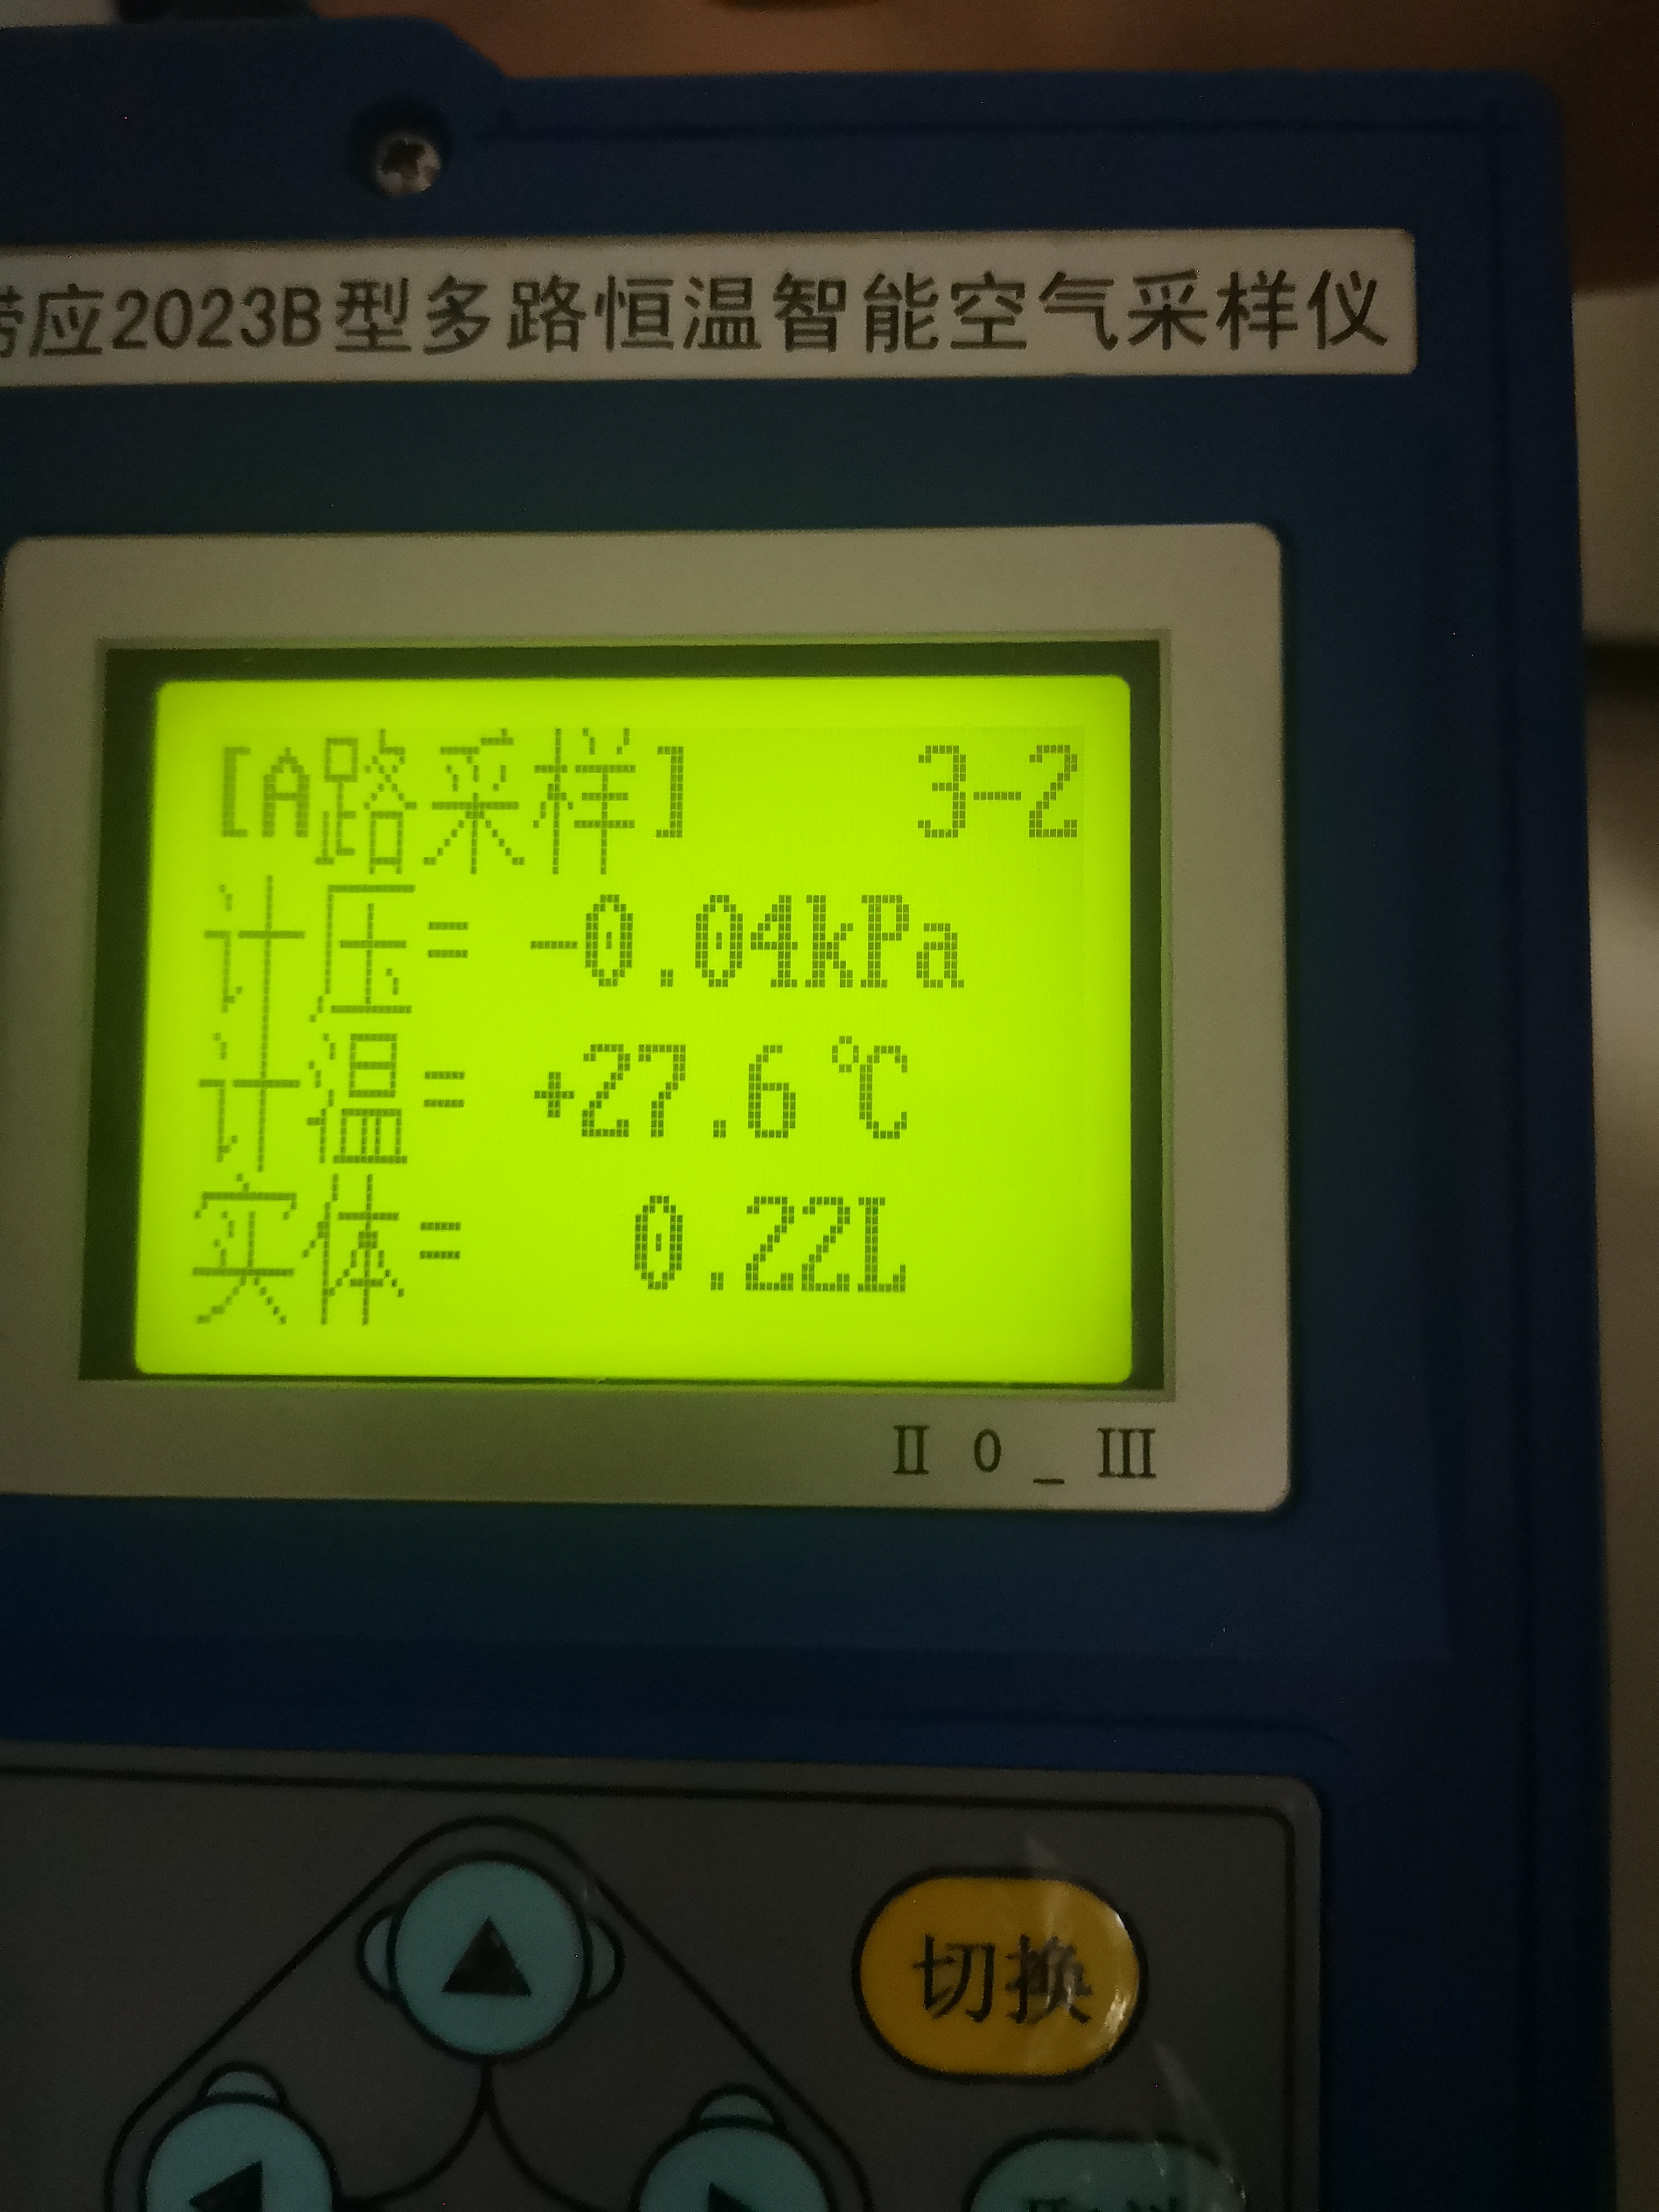 应2023B型多路恒温智能空气采样仪
[A路采样] 3-2
计压= -0.04kPa
计温= +27.6℃
实体= 0.22L
II 0 _ III
切换